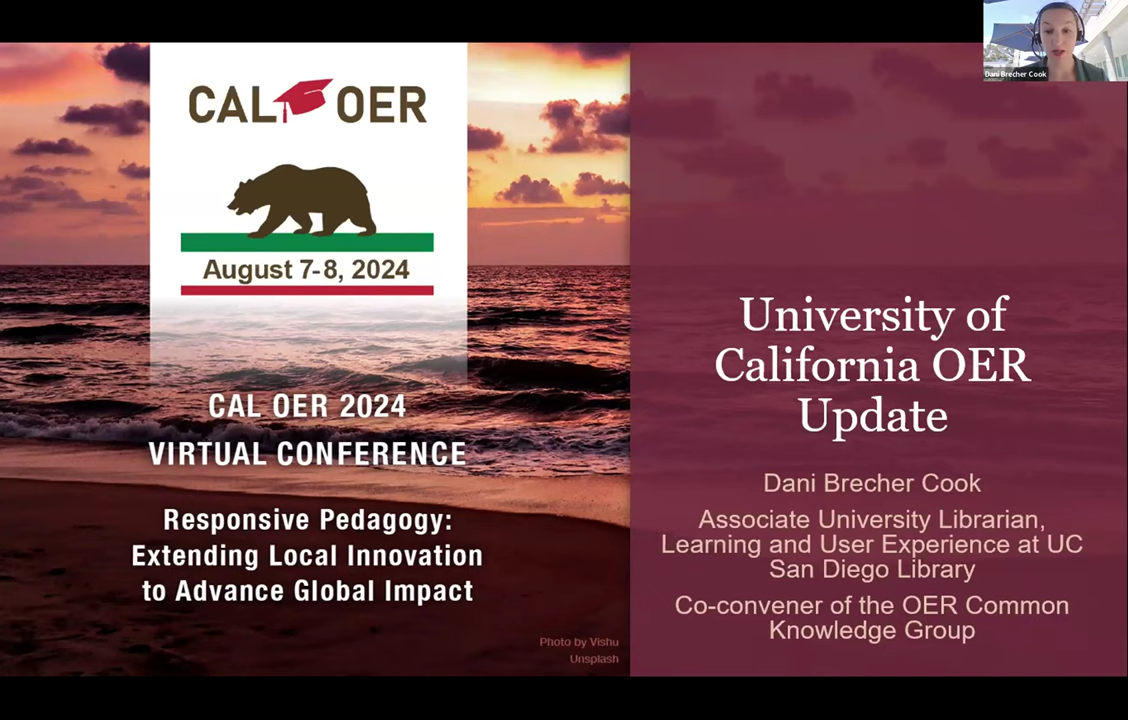 CAL OER
August 7-8, 2024
CAL OER 2024
VIRTUAL CONFERENCE
Responsive Pedagogy:
Extending Local Innovation
to Advance Global Impact
Photo by Vishu
Unsplash
Dani Brecher Cook
University of
California OER
Update
Dani Brecher Cook
Associate University Librarian,
Learning and User Experience at UC
San Diego Library
Co-convener of the OER Common
Knowledge Group